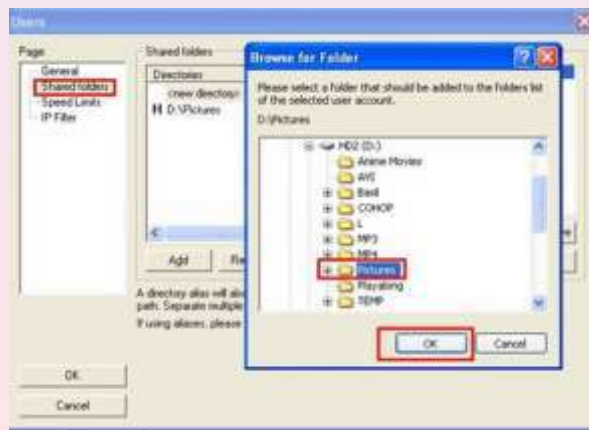 Users
Page
General
Shared folders
Speed Limits
IP Filter
Shared folders
Directories
<new directory>
H D:\Pictures
Add
A directory alias will
path. Separate multiple
If using aliases, please
OK
Cancel
Browse for Folder
Please select a folder that should be added to the folders list
of the selected user account.
D:\Pictures
HD2 (D:)
Anime Movies
AVI
Basil
COHOP
L
MP3
MP4
Pictures
Playalong
TEMP
OK
Cancel